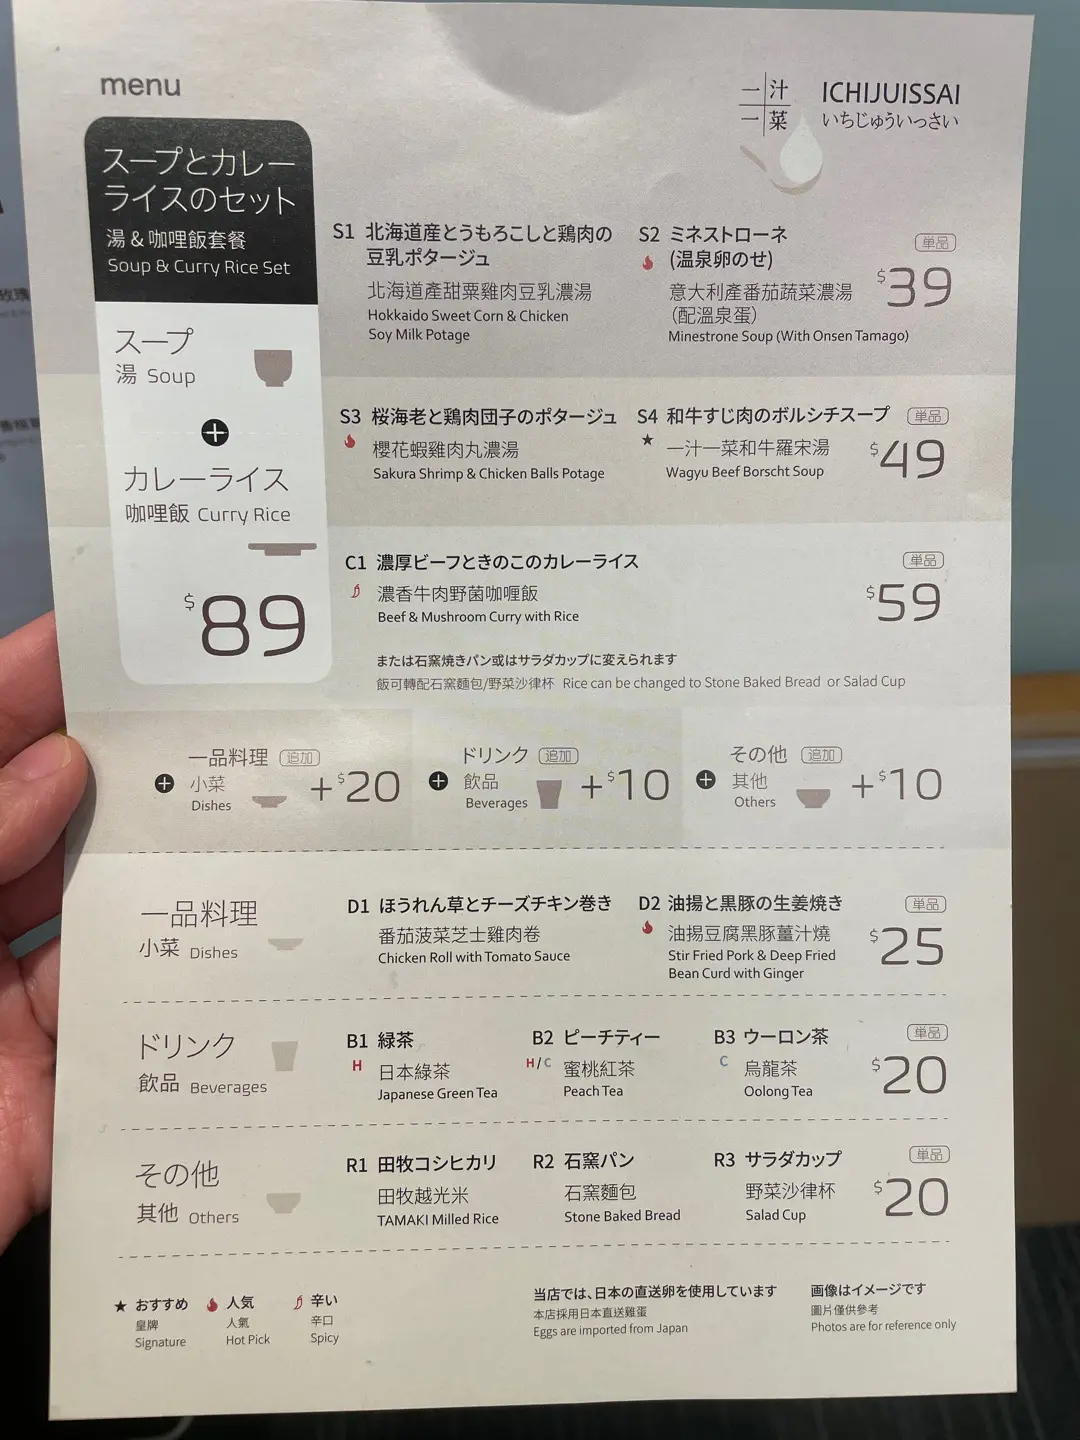 menu
一汁
一菜
ICHIJUISSAI
いちじゅういっさい
スープとカレー
ライスのセット
湯 & 咖哩飯套餐
Soup & Curry Rice Set
スープ
湯 Soup
+
カレーライス
咖哩飯 Curry Rice
$89
S1 北海道産とうもろこしと鶏肉の
豆乳ポタージュ
北海道產甜粟雞肉豆乳濃湯
Hokkaido Sweet Corn & Chicken
Soy Milk Potage
S2 ミネストローネ
(温泉卵のせ)
意大利產番茄蔬菜濃湯
(配溫泉蛋)
Minestrone Soup (With Onsen Tamago)
単品
$39
S3 桜海老と鶏肉団子のポタージュ
櫻花蝦雞肉丸濃湯
Sakura Shrimp & Chicken Balls Potage
S4 和牛すじ肉のボルシチスープ
★ 一汁一菜和牛羅宋湯
Wagyu Beef Borscht Soup
単品
$49
C1 濃厚ビーフときのこのカレーライス
濃香牛肉野菌咖喱飯
Beef & Mushroom Curry with Rice
単品
$59
または石窯焼きパン或はサラダカップに変えられます
飯可轉配石窯麵包/野菜沙律杯 Rice can be changed to Stone Baked Bread or Salad Cup
+ 一品料理 追加
小菜
Dishes
+$20
+ ドリンク 追加
飲品
Beverages
+$10
+ その他 追加
其他
Others
+$10
一品料理
小菜 Dishes
D1 ほうれん草とチーズチキン巻き
番茄菠菜芝士雞肉卷
Chicken Roll with Tomato Sauce
D2 油揚と黒豚の生姜焼き
油揚豆腐黑豚薑汁燒
Stir Fried Pork & Deep Fried
Bean Curd with Ginger
単品
$25
ドリンク
飲品 Beverages
B1 緑茶
H 日本綠茶
Japanese Green Tea
B2 ピーチティー
H/C 蜜桃紅茶
Peach Tea
B3 ウーロン茶
C 烏龍茶
Oolong Tea
単品
$20
その他
其他 Others
R1 田牧コシヒカリ
田牧越光米
TAMAKI Milled Rice
R2 石窯パン
石窯麵包
Stone Baked Bread
R3 サラダカップ
野菜沙律杯
Salad Cup
単品
$20
★ おすすめ
皇牌
Signature
人気
人氣
Hot Pick
辛い
辛口
Spicy
当店では、日本の直送卵を使用しています
本店採用日本直送雞蛋
Eggs are imported from Japan
画像はイメージです
圖片僅供參考
Photos are for reference only